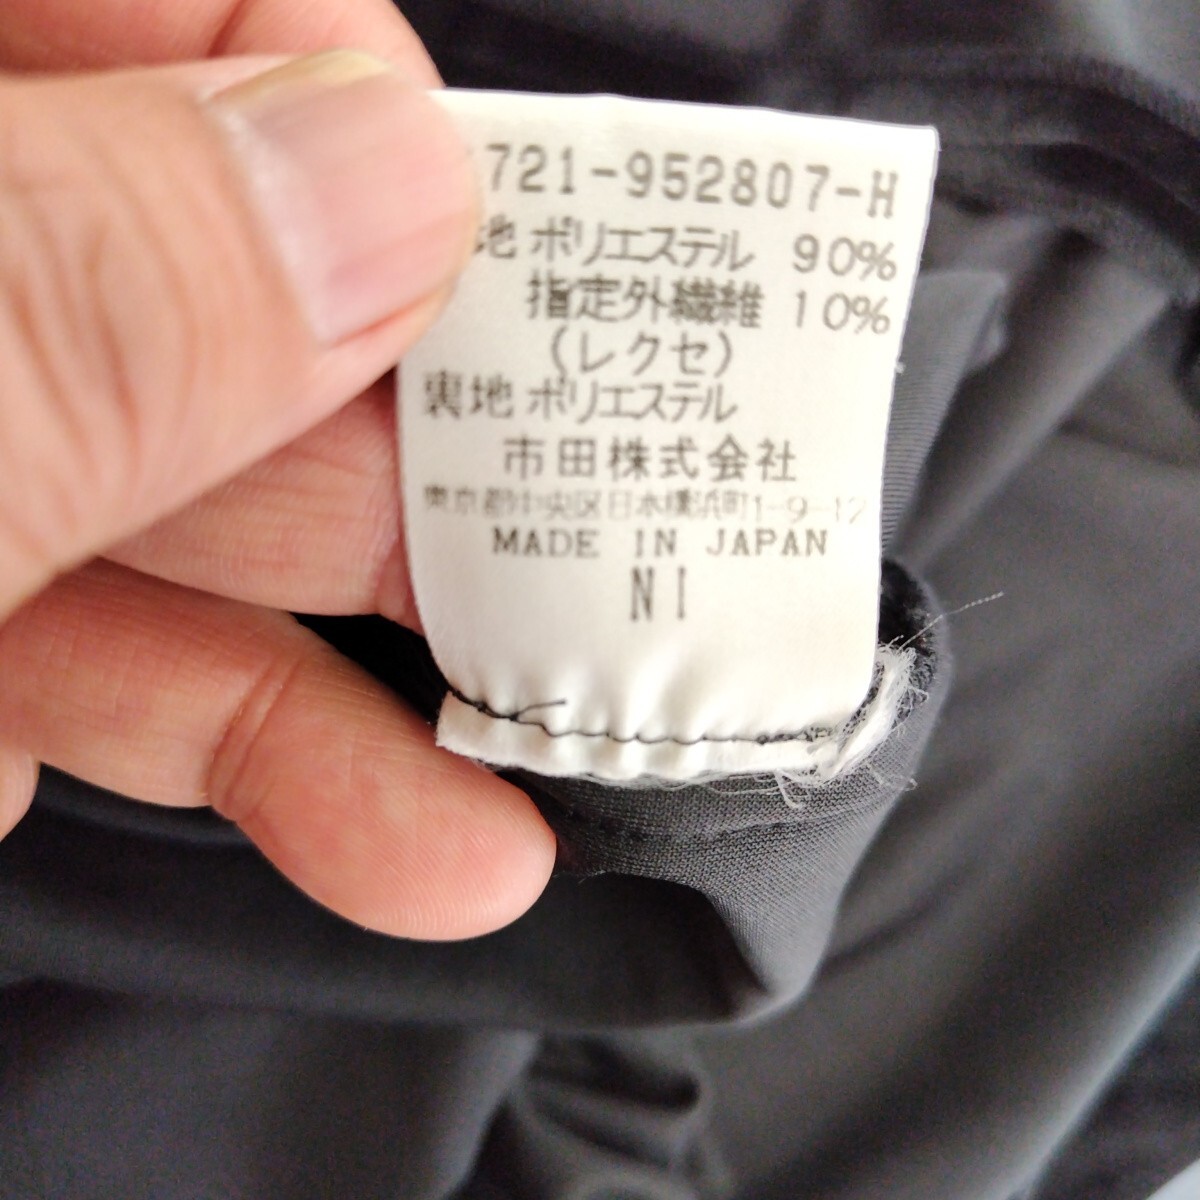 721-952807-H
地 ポリエステル 90%
指定外繊維 10%
(レクセ)
裏地 ポリエステル
市田株式会社
東京都中央区日本橋浜町1-9-12
MADE IN JAPAN
NI